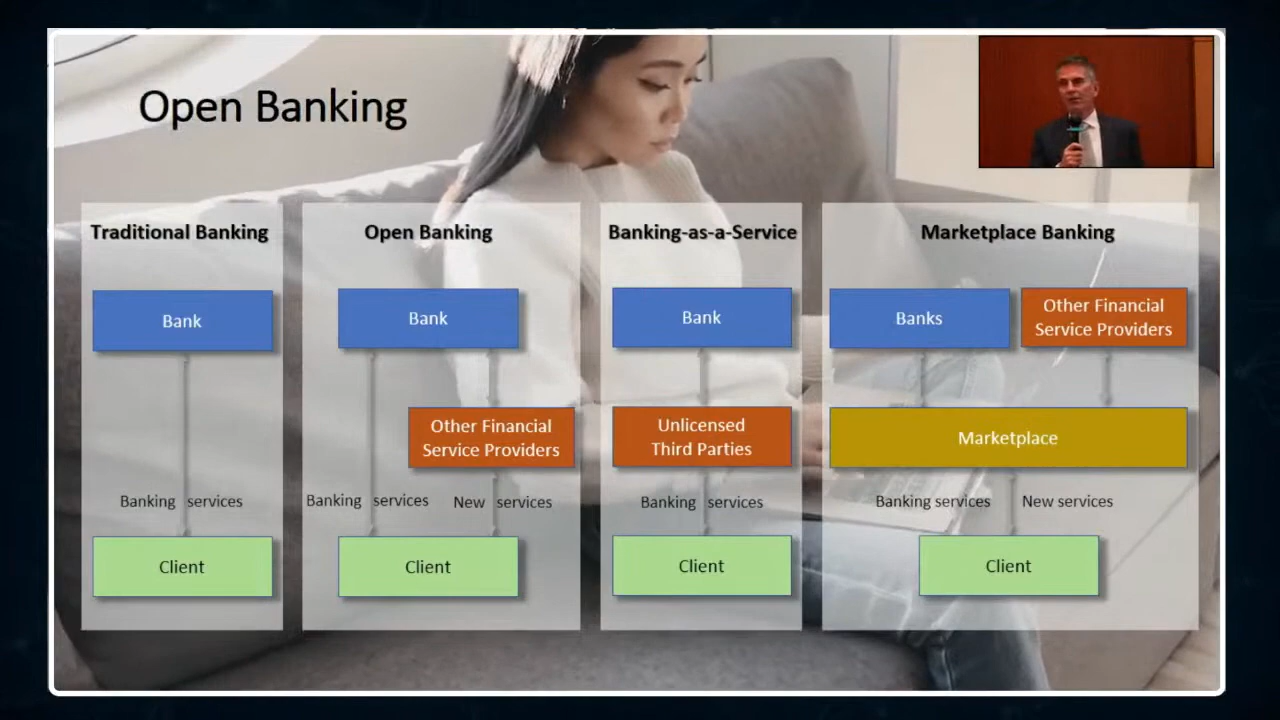 Open Banking
Traditional Banking
Bank
Banking services
Client
Open Banking
Bank
Other Financial
Service Providers
Banking services
New services
Client
Banking-as-a-Service
Bank
Unlicensed
Third Parties
Banking services
Client
Marketplace Banking
Banks
Other Financial
Service Providers
Marketplace
Banking services
New services
Client